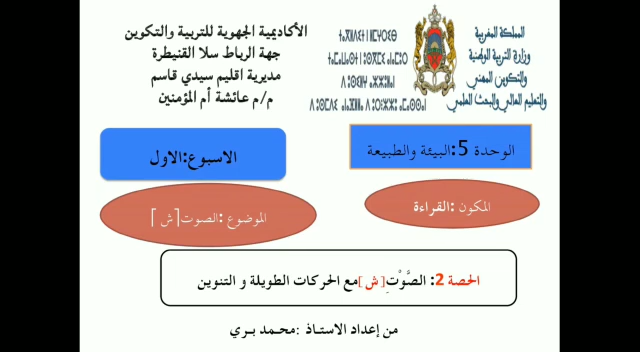 المملكة المغربية
وزارة التربية الوطنية
والتكوين المهني
والتعليم العالي والبحث العلمي
الأكاديمية الجهوية للتربية والتكوين
جهة الرباط سلا القنيطرة
مديرية اقليم سيدي قاسم
م/م عائشة أم المؤمنين
الوحدة 5:البيئة والطبيعة
الاسبوع:الاول
المكون :القراءة
الموضوع :الصوت[ش]
الحصة 2: الصَّوْتِ[ش]مع الحركات الطويلة و التنوين
من إعداد الاستاذ :محمد بري